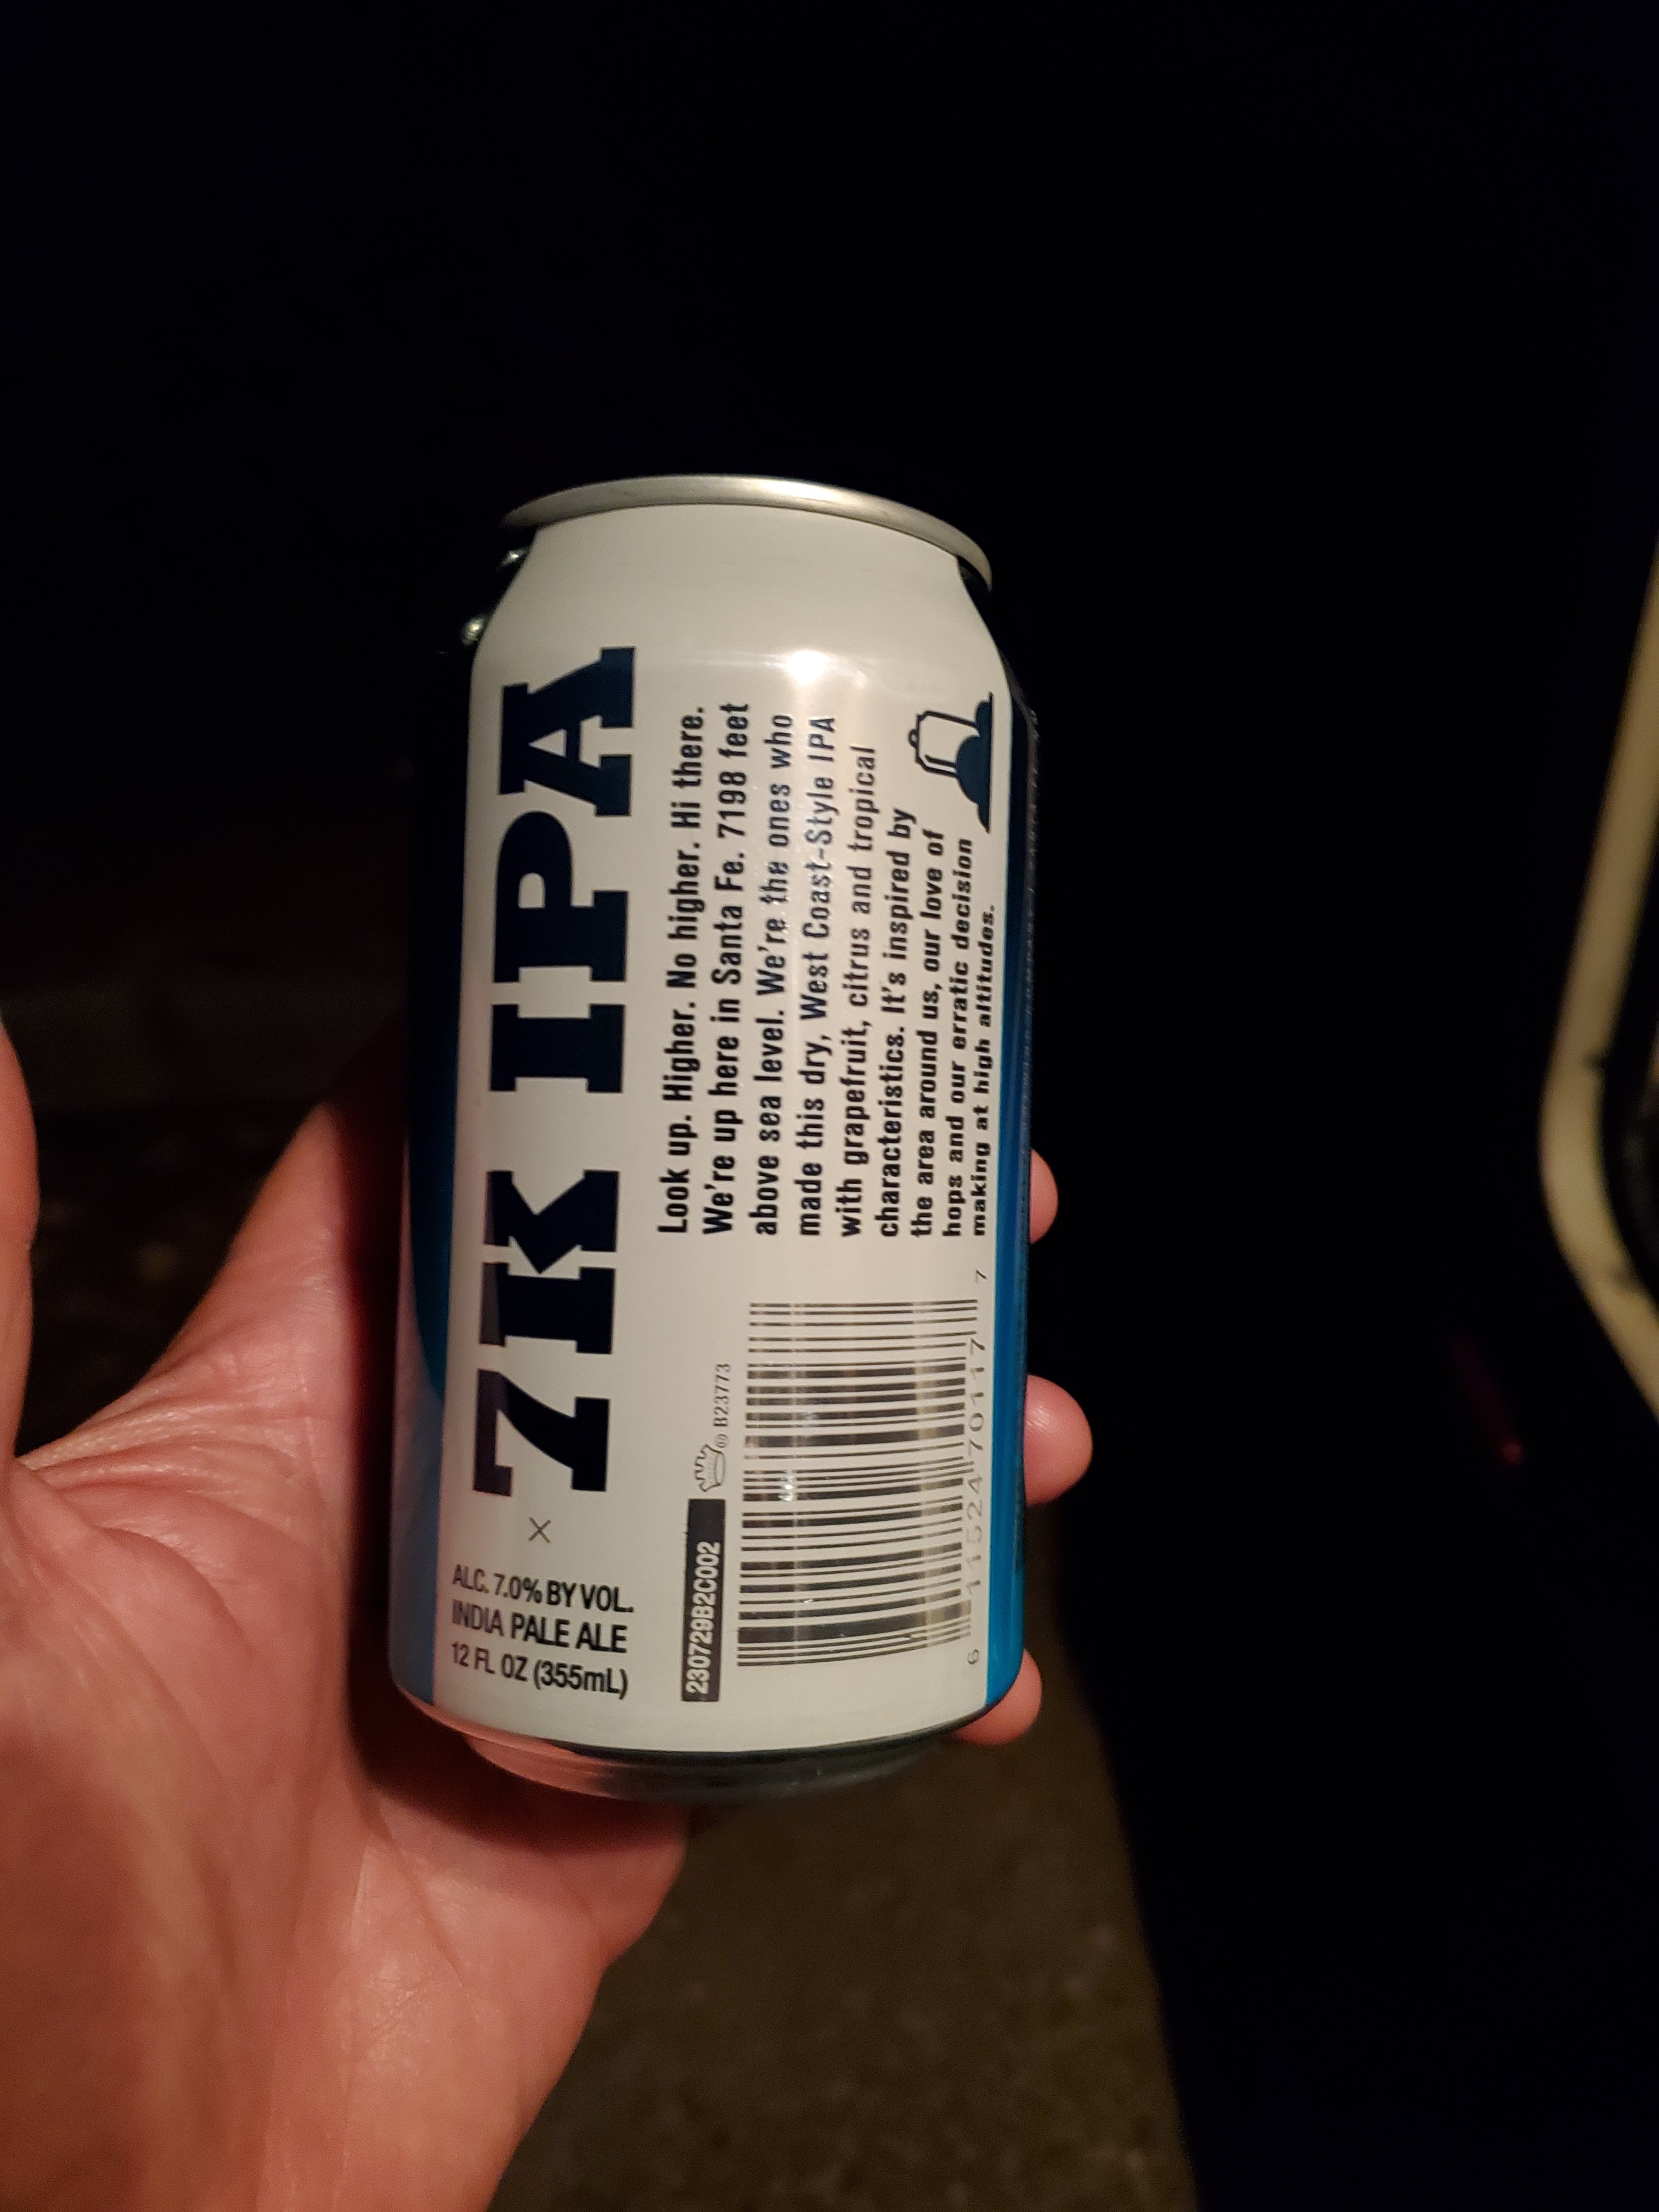 7K IPA
Look up. Higher. No higher. Hi there.
We're up here in Santa Fe. 7198 feet
above sea level. We're the ones who
made this dry, West Coast-Style IPA
with grapefruit, citrus and tropical
characteristics. It's inspired by
the area around us, our love of
hops and our erratic decision
making at high altitudes.
ALC. 7.0% BY VOL.
INDIA PALE ALE
12 FL OZ (355mL)
230729B2C002
B23773
6 11524 70117 7